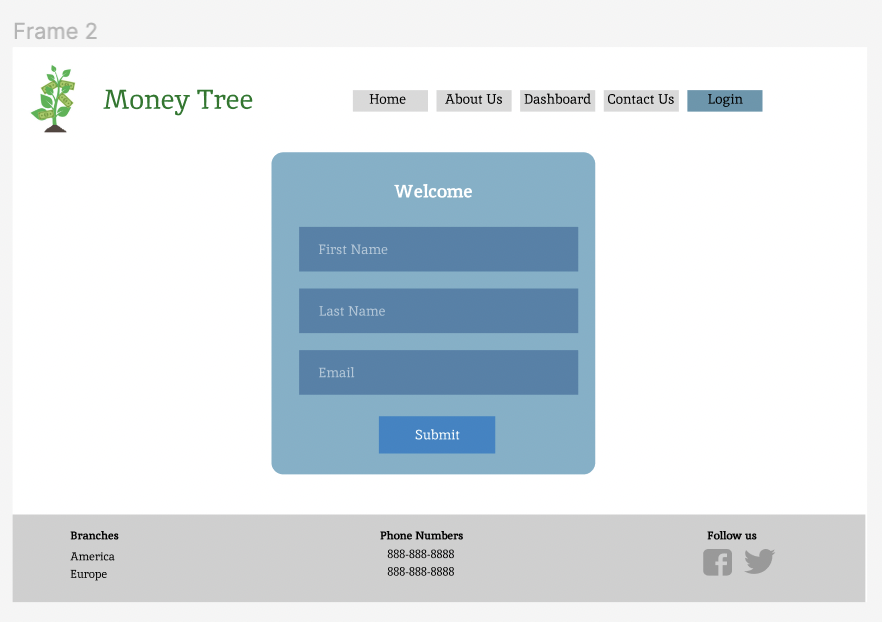 Frame 2
Money Tree
Home
About Us
Dashboard
Contact Us
Login
Welcome
First Name
Last Name
Email
Submit
Branches
America
Europe
Phone Numbers
888-888-8888
888-888-8888
Follow us